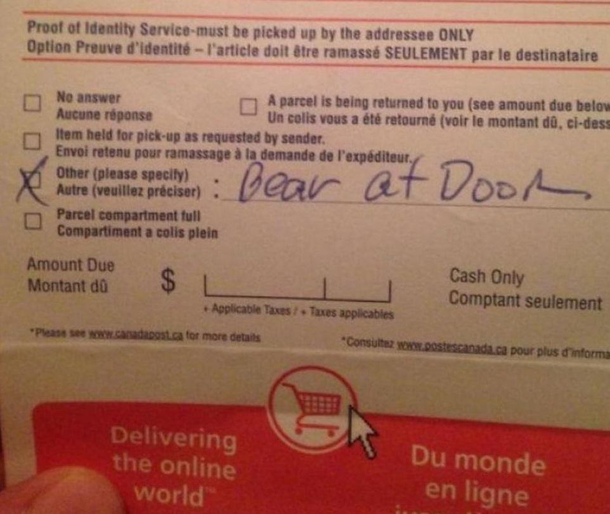 Proof of Identity Service-must be picked up by the addressee ONLY
Option Preuve d'identité – l'article doit être ramassé SEULEMENT par le destinataire
No answer
Aucune réponse
A parcel is being returned to you (see amount due below
Un colis vous a été retourné (voir le montant dû, ci-dess
Item held for pick-up as requested by sender.
Envoi retenu pour ramassage à la demande de l'expéditeur.
X Other (please specify)
Autre (veuillez préciser) : Bear at Door
Parcel compartment full
Compartiment a colis plein
Amount Due
Montant dû
$
Cash Only
Comptant seulement
+ Applicable Taxes / + Taxes applicables
*Please see www.canadapost.ca for more details
*Consultez www.postescanada.ca pour plus d'informa
Delivering
the online
world™
Du monde
en ligne